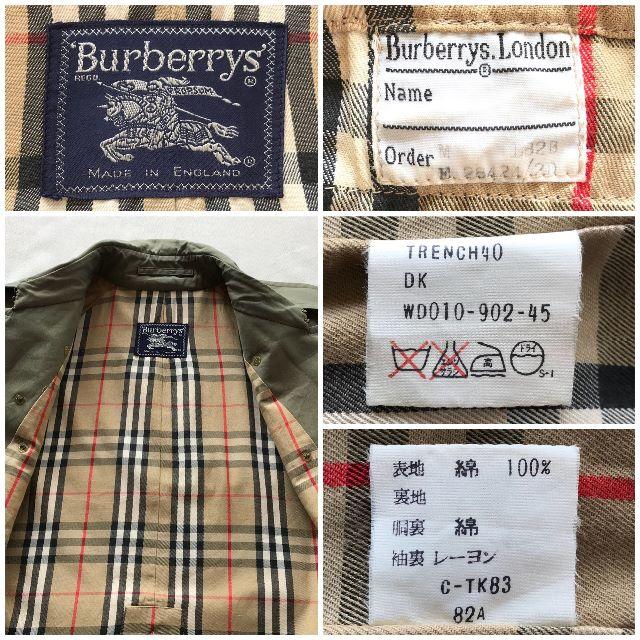 Burberrys'
REGD.
PRORSUM
MADE IN ENGLAND
Burberrys. London
Name
Order
Burberrys'
TRENCH40
DK
WD010-902-45
高
ドライ
S-1
表地 綿 100%
裏地
胴裏 綿
袖裏 レーヨン
C-TK83
82A